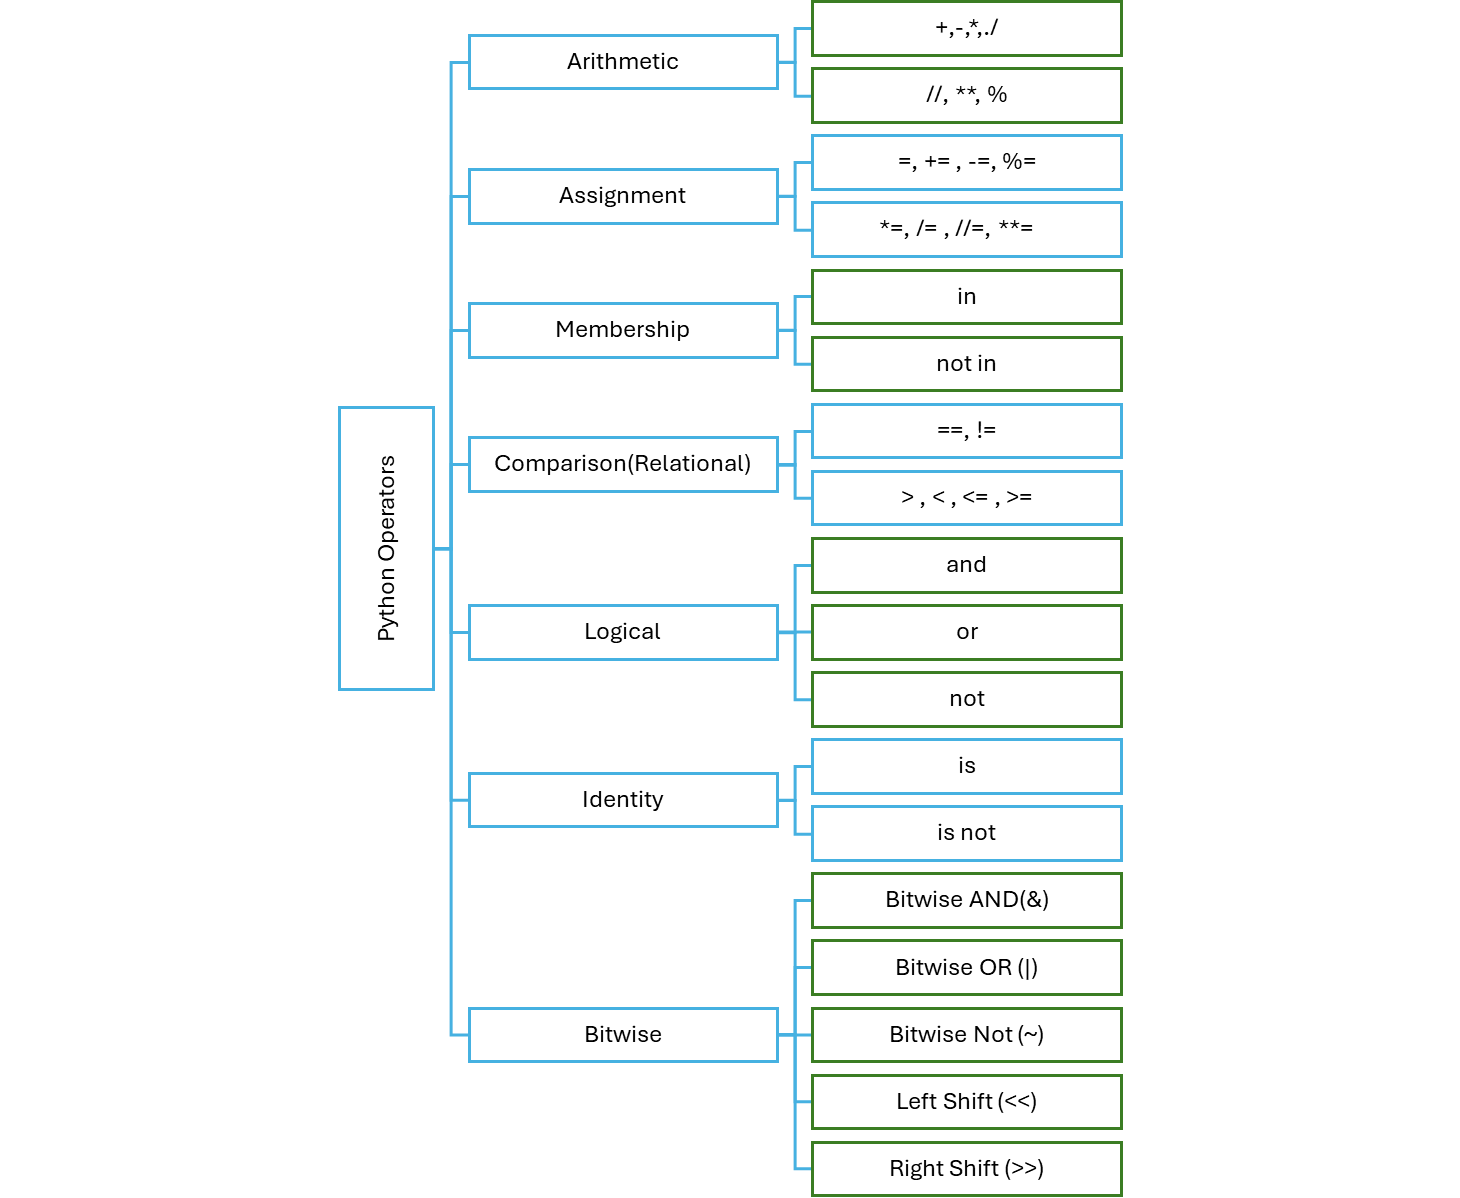 Python Operators
Arithmetic
+,-,*,./
//, **, %
Assignment
=, += , -=, %=
*=, /= , //=, **=
Membership
in
not in
Comparison(Relational)
==, !=
> , < , <= , >=
Logical
and
or
not
Identity
is
is not
Bitwise
Bitwise AND(&)
Bitwise OR (|)
Bitwise Not (~)
Left Shift (<<)
Right Shift (>>)